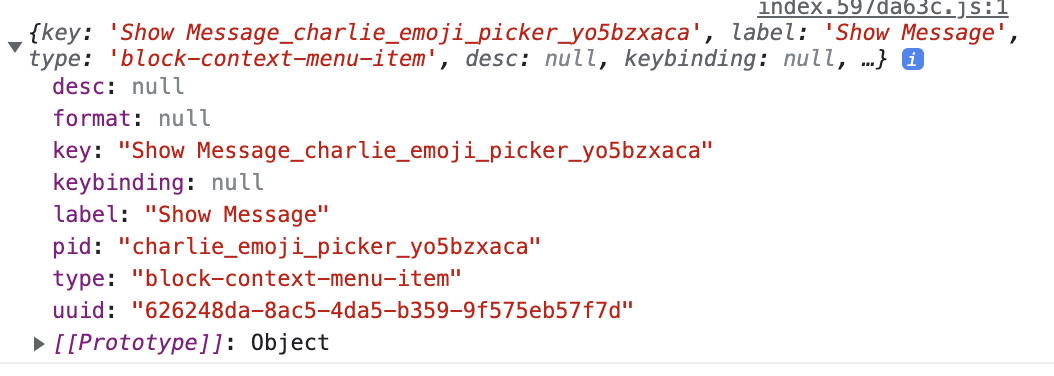 index.597da63c.js:1
{key: 'Show Message_charlie_emoji_picker_yo5bzxaca', label: 'Show Message',
type: 'block-context-menu-item', desc: null, keybinding: null, …} i
desc: null
format: null
key: "Show Message_charlie_emoji_picker_yo5bzxaca"
keybinding: null
label: "Show Message"
pid: "charlie_emoji_picker_yo5bzxaca"
type: "block-context-menu-item"
uuid: "626248da-8ac5-4da5-b359-9f575eb57f7d"
[[Prototype]]: Object